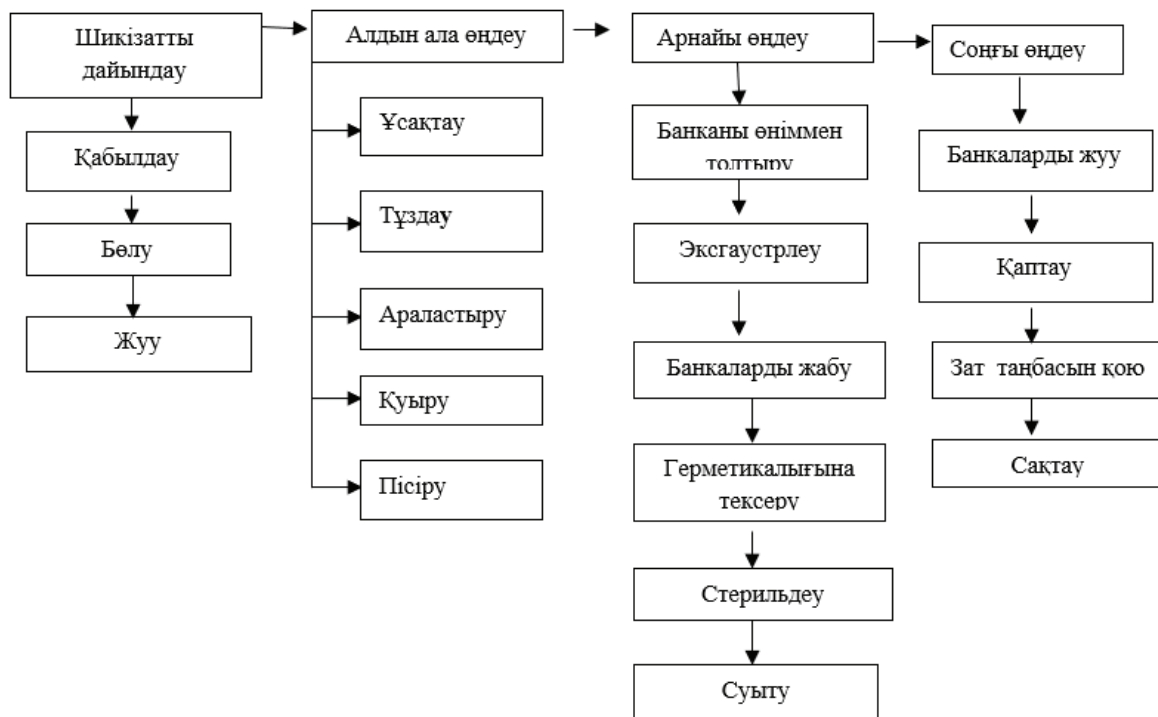 Шикізатты
дайындау
Қабылдау
Бөлу
Жуу
Алдын ала өңдеу
Ұсақтау
Тұздау
Араластыру
Қуыру
Пісіру
Арнайы өңдеу
Банканы өніммен
толтыру
Эксгаустрлеу
Банкаларды жабу
Герметикалығына
тексеру
Стерильдеу
Суыту
Соңғы өңдеу
Банкаларды жуу
Қаптау
Зат таңбасын қою
Сақтау